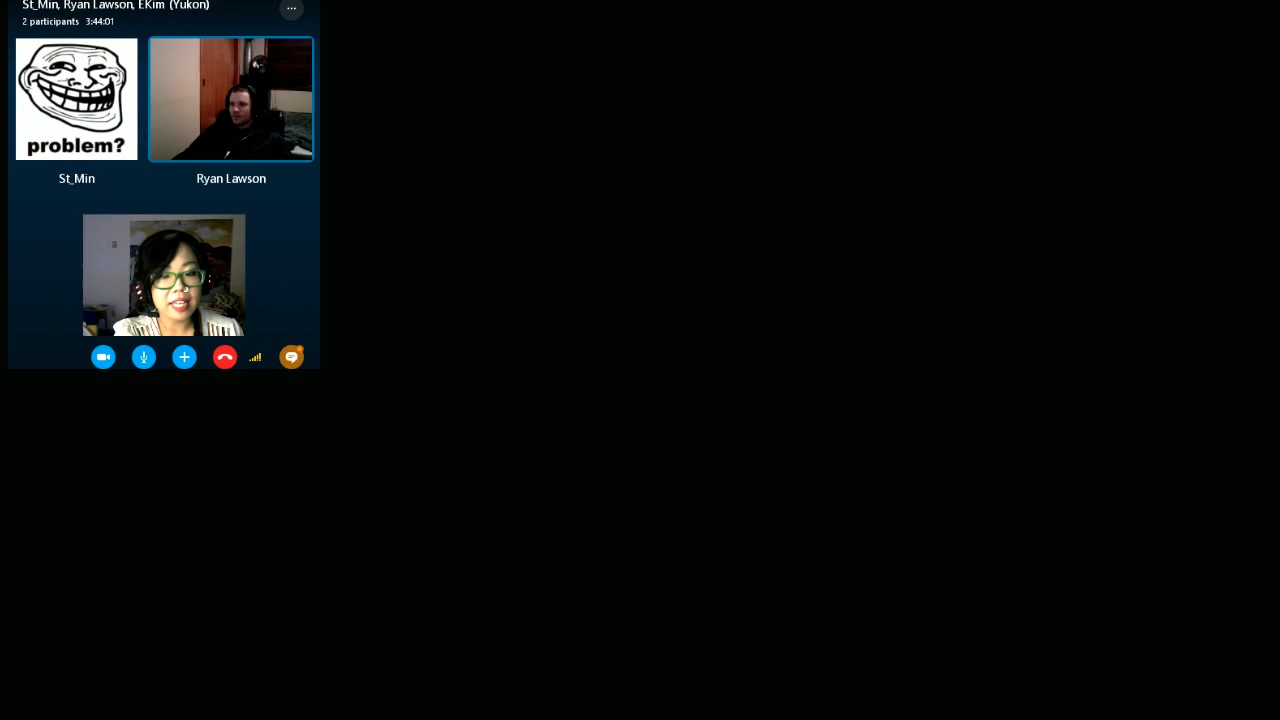 St_Min, Ryan Lawson, EKim (Yukon)
2 participants 3:44:01
problem?
St_Min
Ryan Lawson